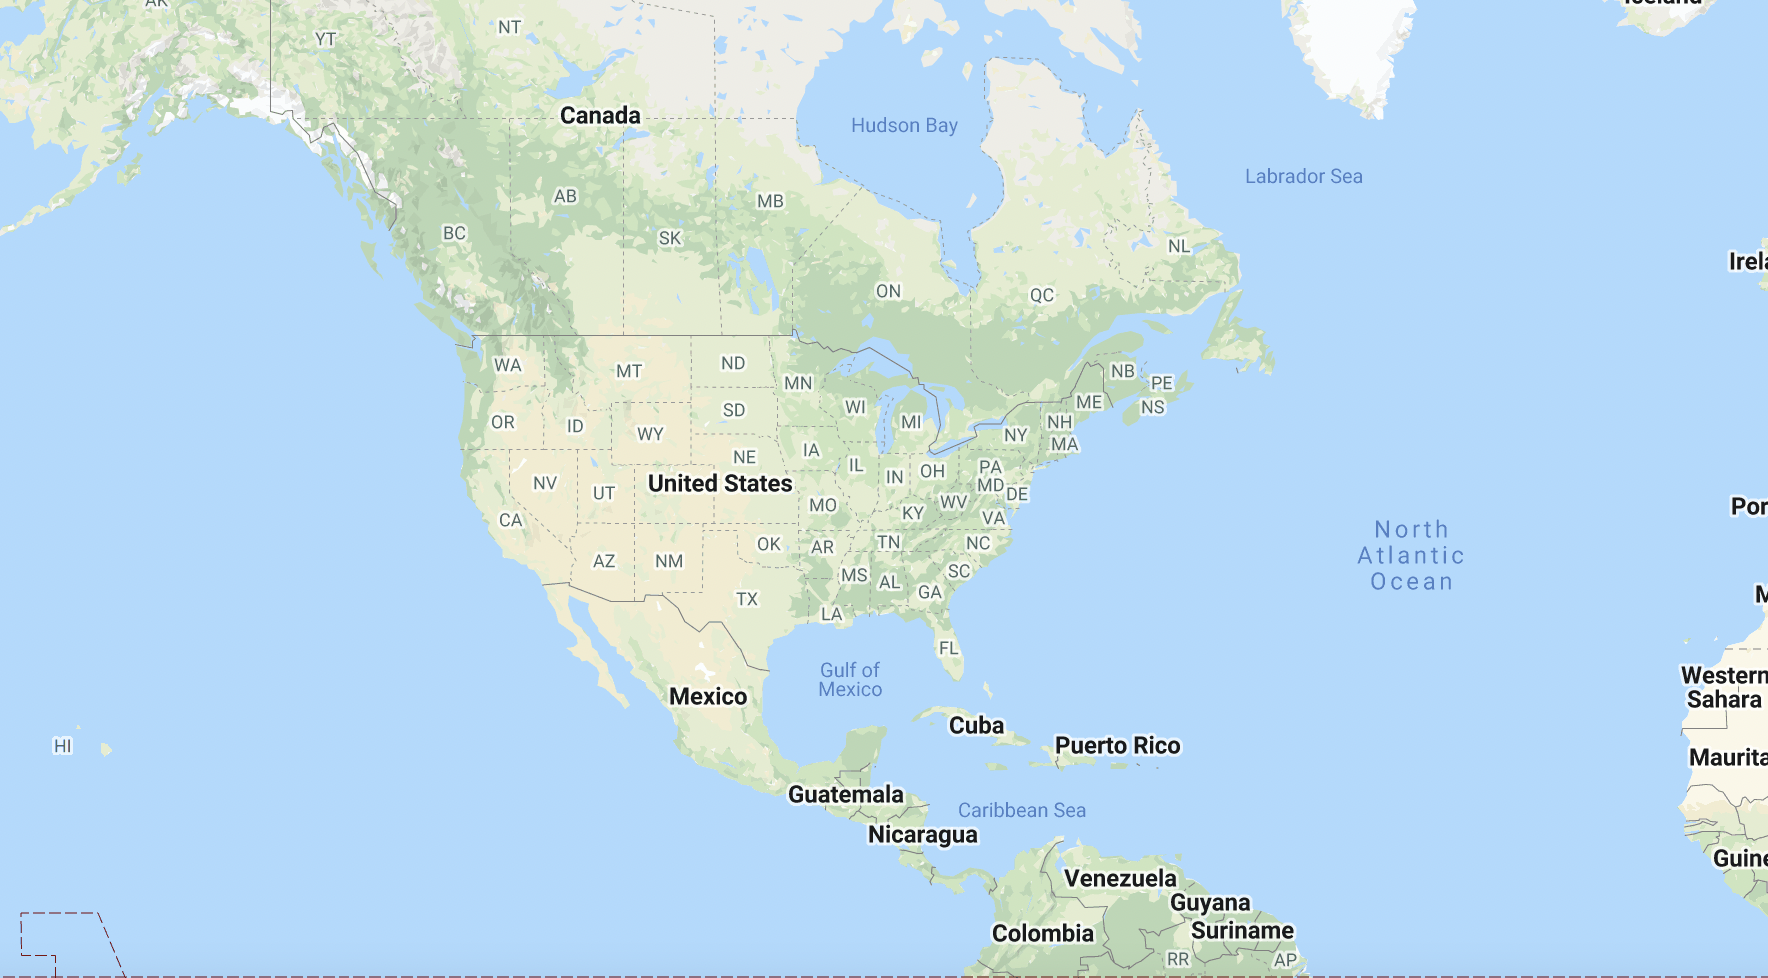 AK
Iceland
YT
NT
Canada
Hudson Bay
Labrador Sea
AB
MB
BC
SK
NL
Irel
ON
QC
WA
MT
ND
MN
NB
PE
OR
ID
WY
SD
WI
MI
ME
NS
NH
NY
MA
NE
IA
IL
IN
OH
PA
NV
UT
United States
MD
DE
CA
MO
KY
WV
VA
Por
AZ
NM
OK
AR
TN
NC
North
Atlantic
Ocean
MS
AL
SC
GA
TX
LA
M
FL
Gulf of
Mexico
Mexico
Western
Sahara
Cuba
HI
Puerto Rico
Maurita
Guatemala
Caribbean Sea
Nicaragua
Guine
Venezuela
Guyana
Colombia
Suriname
RR
AP